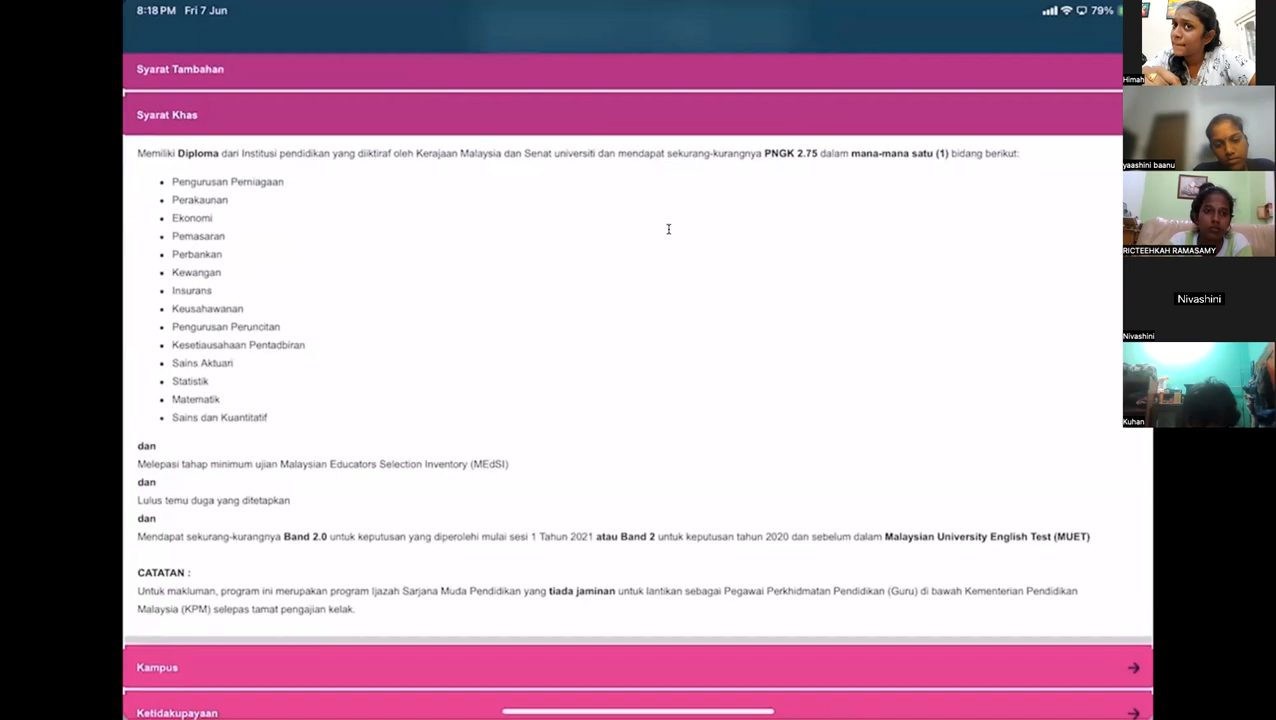 8:18 PM Fri 7 Jun
79%
Syarat Tambahan
Syarat Khas
Memiliki Diploma dari Institusi pendidikan yang diiktiraf oleh Kerajaan Malaysia dan Senat universiti dan mendapat sekurang-kurangnya PNGK 2.75 dalam mana-mana satu (1) bidang berikut:
Pengurusan Perniagaan
Perakaunan
Ekonomi
Pemasaran
Perbankan
Kewangan
Insurans
Keusahawanan
Pengurusan Peruncitan
Kesetiausahaan Pentadbiran
Sains Aktuari
Statistik
Matematik
Sains dan Kuantitatif
dan
Melepasi tahap minimum ujian Malaysian Educators Selection Inventory (MEdSI)
dan
Lulus temu duga yang ditetapkan
dan
Mendapat sekurang-kurangnya Band 2.0 untuk keputusan yang diperolehi mulai sesi 1 Tahun 2021 atau Band 2 untuk keputusan tahun 2020 dan sebelum dalam Malaysian University English Test (MUET)
CATATAN :
Untuk makluman, program ini merupakan program Ijazah Sarjana Muda Pendidikan yang tiada jaminan untuk lantikan sebagai Pegawai Perkhidmatan Pendidikan (Guru) di bawah Kementerian Pendidikan
Malaysia (KPM) selepas tamat pengajian kelak.
Kampus
Ketidakupayaan
Himah
yaashini baanu
RICTEEHKAH RAMASAMY
Nivashini
Nivashini
Kuhan